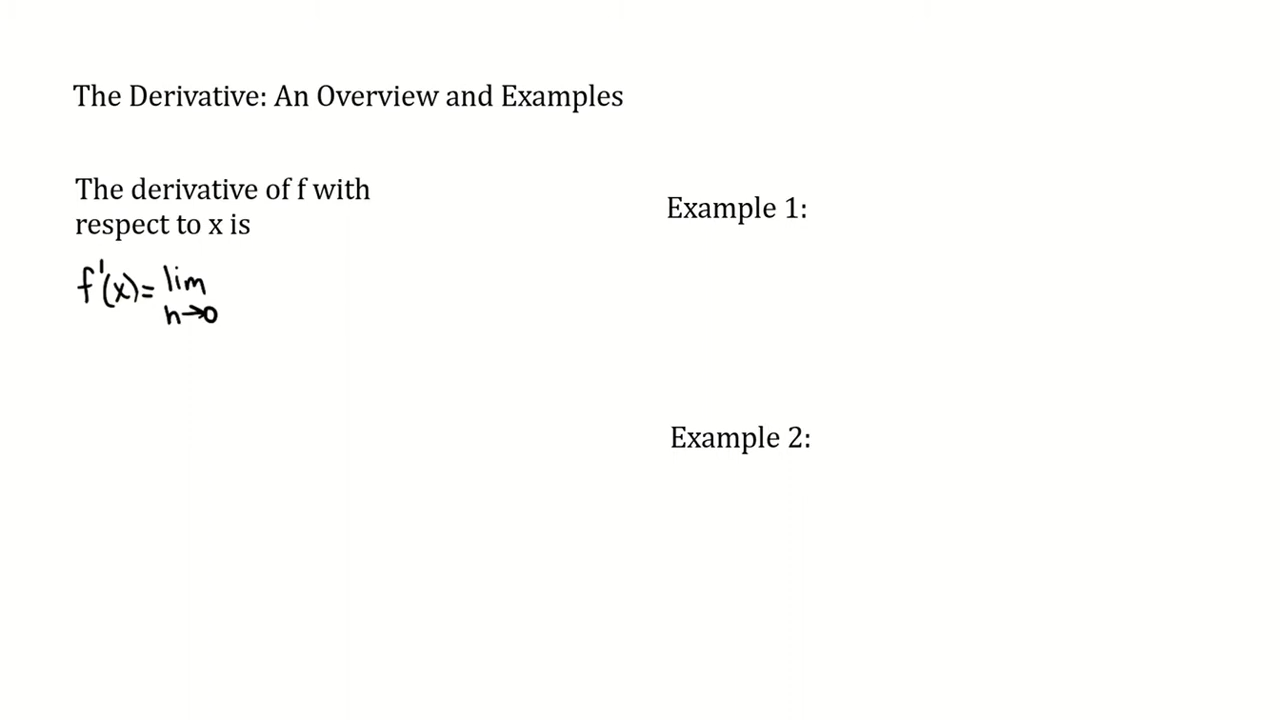 The Derivative: An Overview and Examples
The derivative of f with
respect to x is
f'(x)= lim
h→0
Example 1:
Example 2: